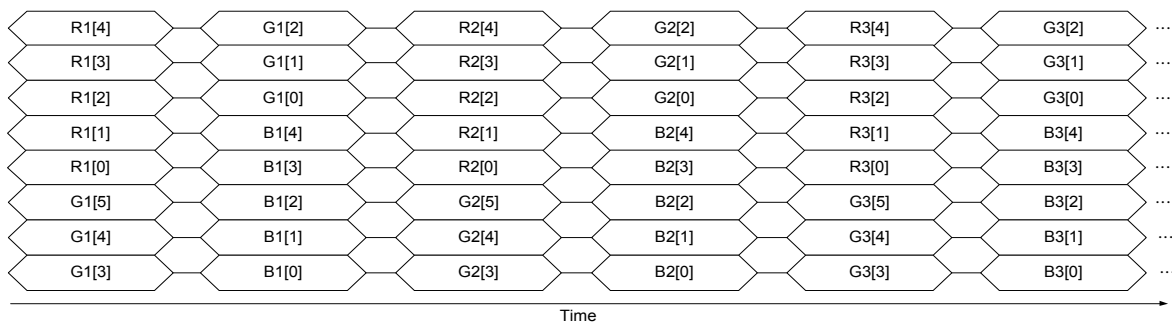 R1[4] G1[2] R2[4] G2[2] R3[4] G3[2] ...
R1[3] G1[1] R2[3] G2[1] R3[3] G3[1] ...
R1[2] G1[0] R2[2] G2[0] R3[2] G3[0] ...
R1[1] B1[4] R2[1] B2[4] R3[1] B3[4] ...
R1[0] B1[3] R2[0] B2[3] R3[0] B3[3] ...
G1[5] B1[2] G2[5] B2[2] G3[5] B3[2] ...
G1[4] B1[1] G2[4] B2[1] G3[4] B3[1] ...
G1[3] B1[0] G2[3] B2[0] G3[3] B3[0] ...
Time